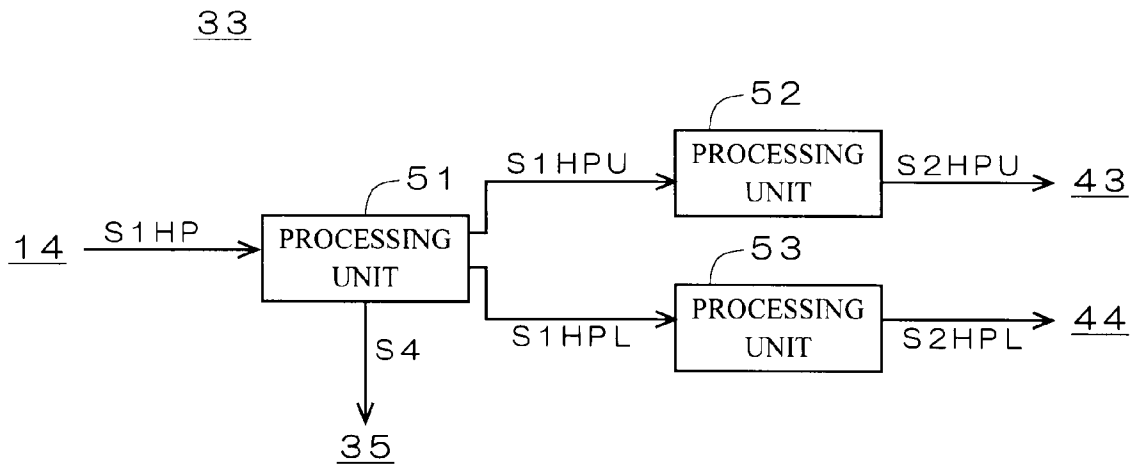 33
52
S1HPU
PROCESSING
UNIT
S2HPU
43
51
14
S1HP
PROCESSING
UNIT
53
S1HPL
PROCESSING
UNIT
S2HPL
44
S4
35